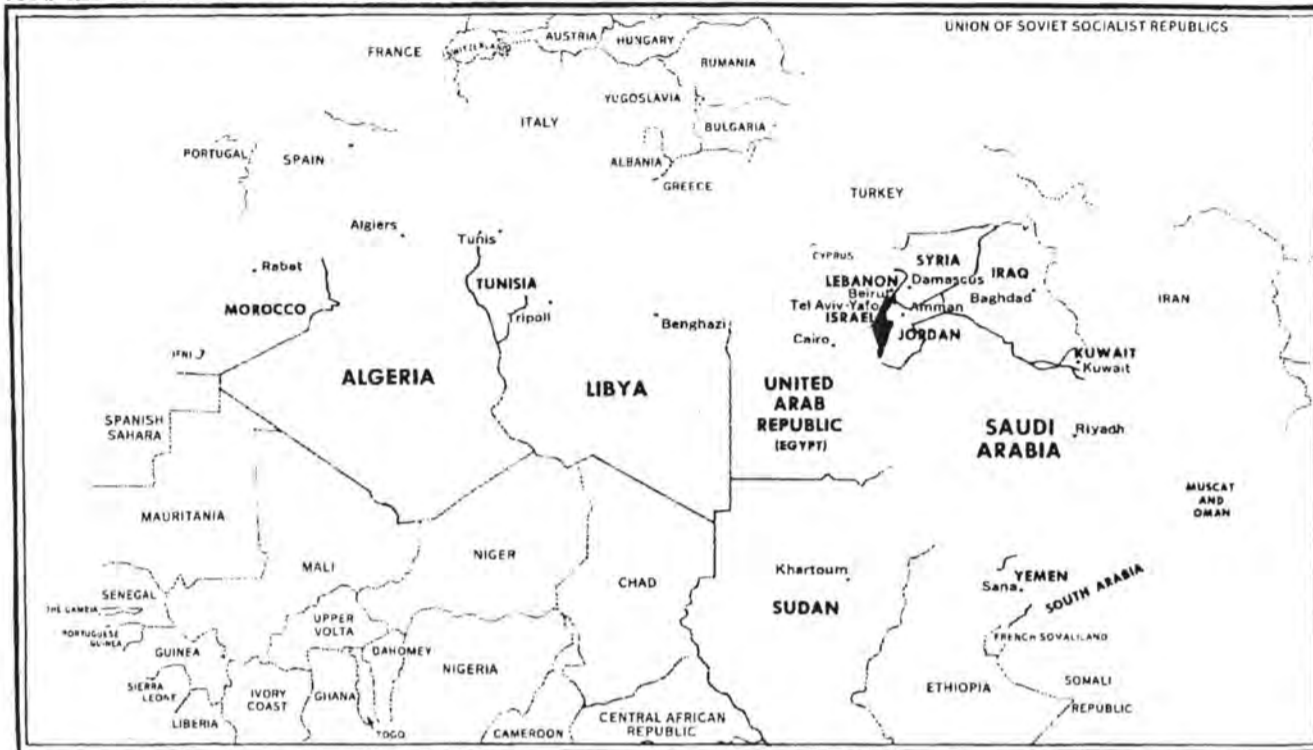 UNION OF SOVIET SOCIALIST REPUBLICS
FRANCE
SWITZERLAND
AUSTRIA
HUNGARY
RUMANIA
YUGOSLAVIA
ITALY
BULGARIA
PORTUGAL
SPAIN
ALBANIA
GREECE
TURKEY
Algiers
Tunis
CYPRUS
SYRIA
Rabat
TUNISIA
LEBANON
Damascus
IRAQ
Beirut
Baghdad
IRAN
MOROCCO
Tripoli
Benghazi
Tel Aviv-Yafo
Amman
ISRAEL
JORDAN
Cairo
IFNI
KUWAIT
Kuwait
ALGERIA
LIBYA
UNITED
ARAB
REPUBLIC
(EGYPT)
SPANISH
SAHARA
SAUDI
ARABIA
Riyadh
MUSCAT
AND
OMAN
MAURITANIA
MALI
NIGER
CHAD
Khartoum
SUDAN
YEMEN
Sana
SOUTH ARABIA
SENEGAL
THE GAMBIA
PORTUGUESE
GUINEA
UPPER
VOLTA
GUINEA
DAHOMEY
NIGERIA
FRENCH SOMALILAND
SIERRA
LEONE
IVORY
COAST
GHANA
ETHIOPIA
SOMALI
REPUBLIC
LIBERIA
TOGO
CAMEROON
CENTRAL AFRICAN
REPUBLIC